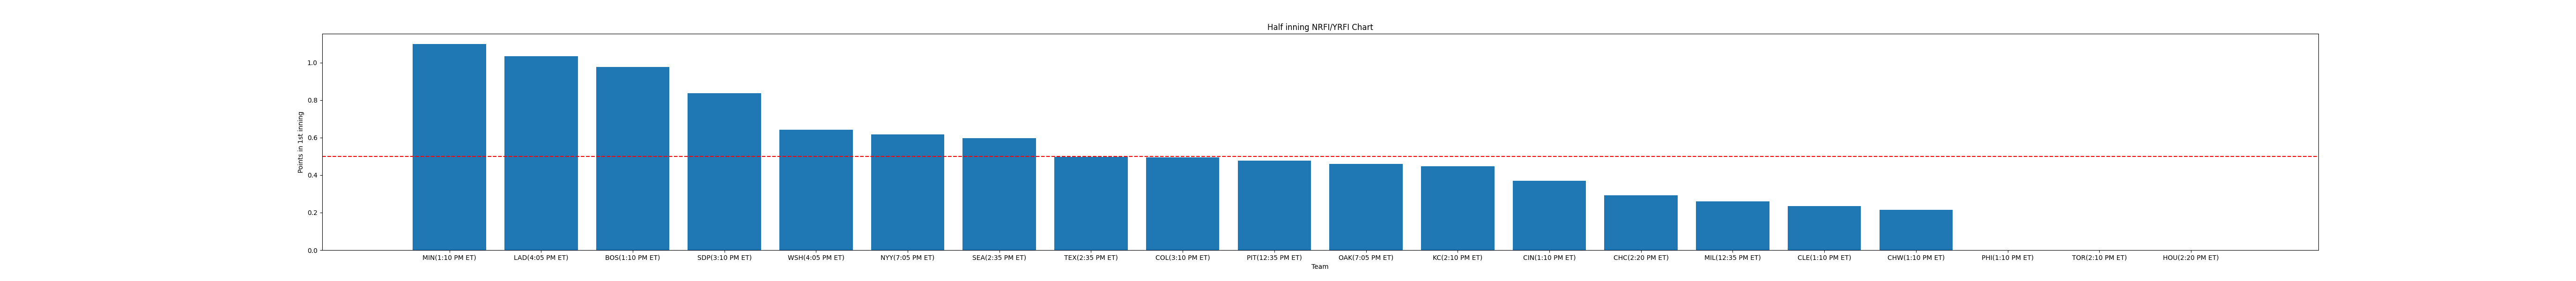 Half inning NRFI/YRFI Chart
Points in 1st inning
1.0
0.8
0.6
0.4
0.2
0.0
MIN(1:10 PM ET) LAD(4:05 PM ET) BOS(1:10 PM ET) SDP(3:10 PM ET) WSH(4:05 PM ET) NYY(7:05 PM ET) SEA(2:35 PM ET) TEX(2:35 PM ET) COL(3:10 PM ET) PIT(12:35 PM ET) OAK(7:05 PM ET) KC(2:10 PM ET) CIN(1:10 PM ET) CHC(2:20 PM ET) MIL(12:35 PM ET) CLE(1:10 PM ET) CHW(1:10 PM ET) PHI(1:10 PM ET) TOR(2:10 PM ET) HOU(2:20 PM ET)
Team